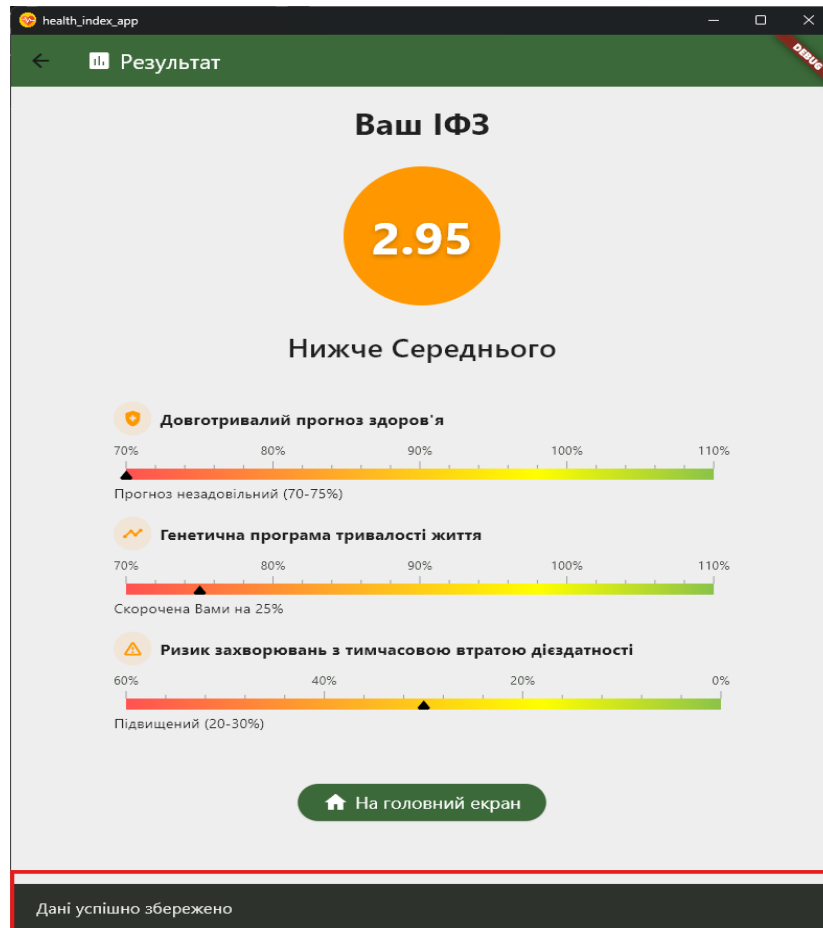 health_index_app
DEBUG
Результат
Ваш ІФЗ
2.95
Нижче Середнього
Довготривалий прогноз здоров'я
70% 80% 90% 100% 110%
Прогноз незадовільний (70-75%)
Генетична програма тривалості життя
70% 80% 90% 100% 110%
Скорочена Вами на 25%
Ризик захворювань з тимчасовою втратою дієздатності
60% 40% 20% 0%
Підвищений (20-30%)
На головний екран
Дані успішно збережено